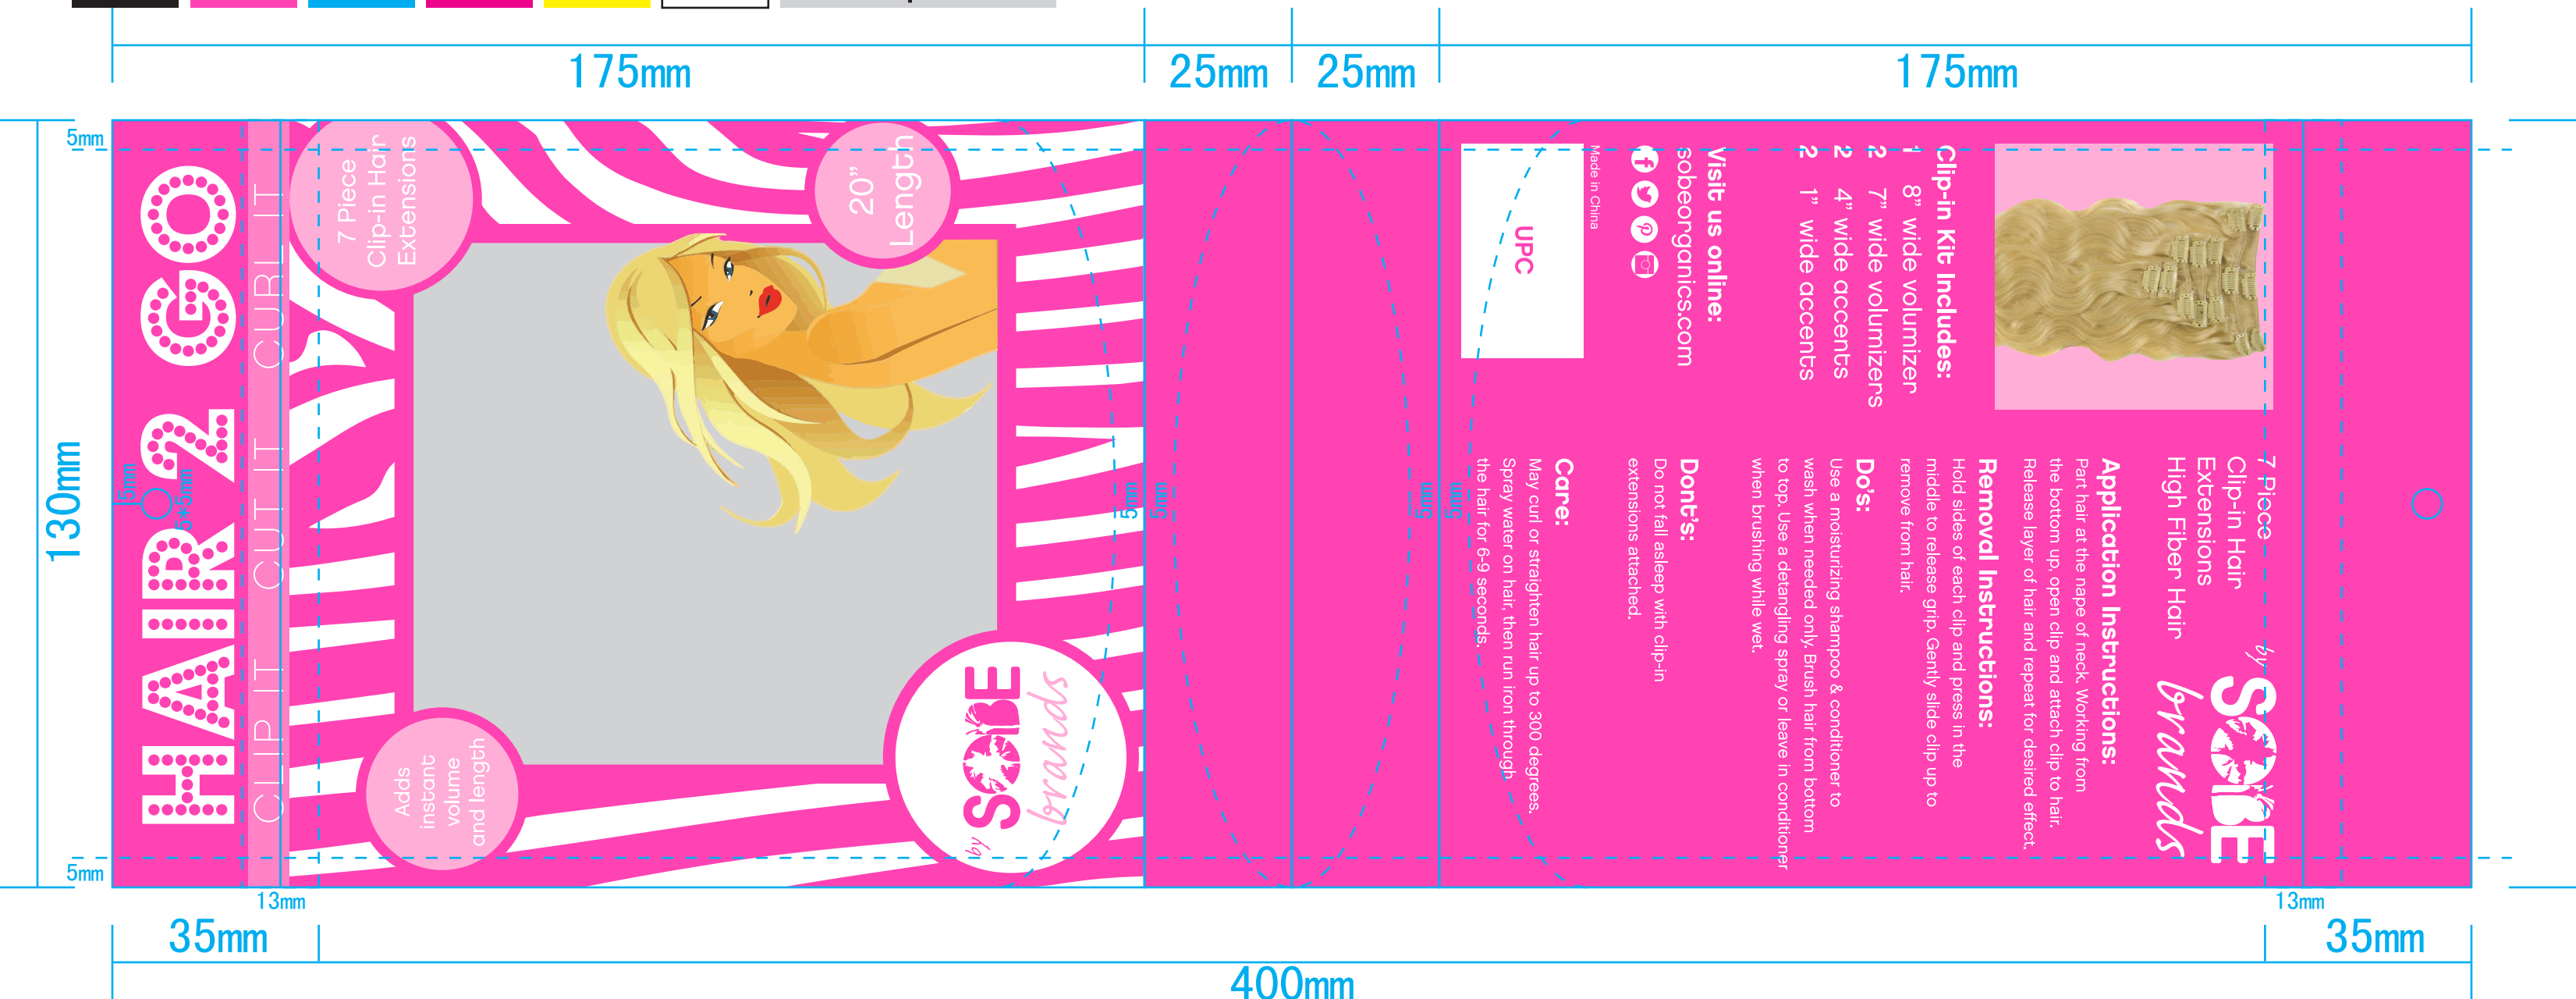 175mm
25mm
25mm
175mm
5mm
130mm
5mm
HAIR 2 GO
5mm
5*5mm
CLIP IT CUT IT CURL IT
7 Piece
Clip-in Hair
Extensions
20”
Length
Adds
instant
volume
and length
by
SOBE
brands
5mm
5mm
5mm
5mm
7 Piece
Clip-in Hair
Extensions
High Fiber Hair
by
SOBE
brands
Clip-in Kit Includes:
1 8” wide volumizer
2 7” wide volumizers
2 4” wide accents
2 1” wide accents
Application Instructions:
Part hair at the nape of neck. Working from
the bottom up, open clip and attach clip to hair.
Release layer of hair and repeat for desired effect.
Removal Instructions:
Hold sides of each clip and press in the
middle to release grip. Gently slide clip up to
remove from hair.
Do's:
Use a moisturizing shampoo & conditioner to
wash when needed only. Brush hair from bottom
to top. Use a detangling spray or leave in conditioner
when brushing while wet.
Visit us online:
sobeorganics.com
Dont's:
Do not fall asleep with clip-in
extensions attached.
Made in China
UPC
Care:
May curl or straighten hair up to 300 degrees.
Spray water on hair, then run iron through
the hair for 6-9 seconds.
13mm
13mm
35mm
35mm
400mm